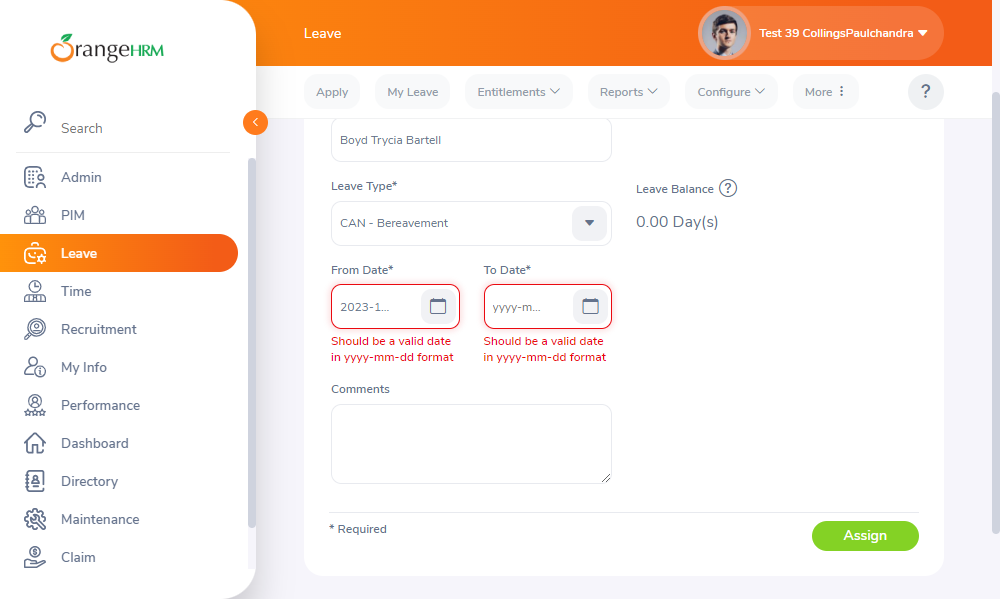 OrangeHRM
Leave
Test 39 CollingsPaulchandra
Apply
My Leave
Entitlements
Reports
Configure
More
?
Search
Admin
PIM
Leave
Time
Recruitment
My Info
Performance
Dashboard
Directory
Maintenance
Claim
Boyd Trycia Bartell
Leave Type*
CAN - Bereavement
Leave Balance ?
0.00 Day(s)
From Date*
2023-1...
Should be a valid date
in yyyy-mm-dd format
To Date*
yyyy-m...
Should be a valid date
in yyyy-mm-dd format
Comments
* Required
Assign